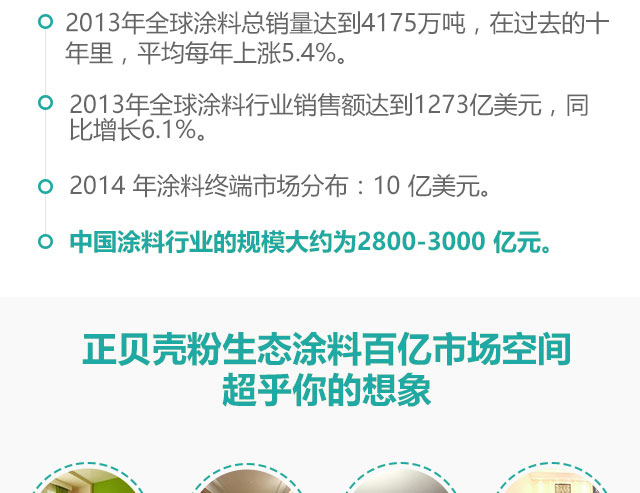 2013年全球涂料总销量达到4175万吨，在过去的十
年里，平均每年上涨5.4%。
2013年全球涂料行业销售额达到1273亿美元，同
比增长6.1%。
2014 年涂料终端市场分布：10 亿美元。
中国涂料行业的规模大约为2800-3000 亿元。
正贝壳粉生态涂料百亿市场空间
超乎你的想象